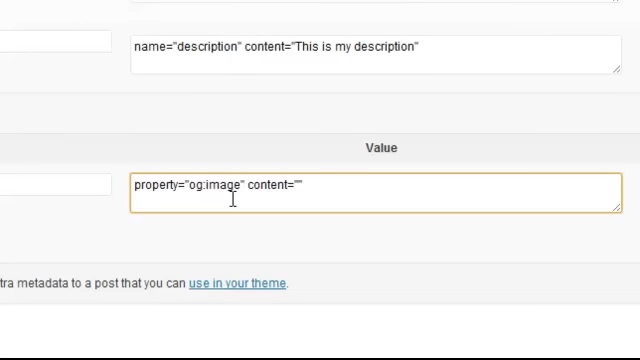 name="description" content="This is my description"
Value
property="og:image" content=""
tra metadata to a post that you can use in your theme.